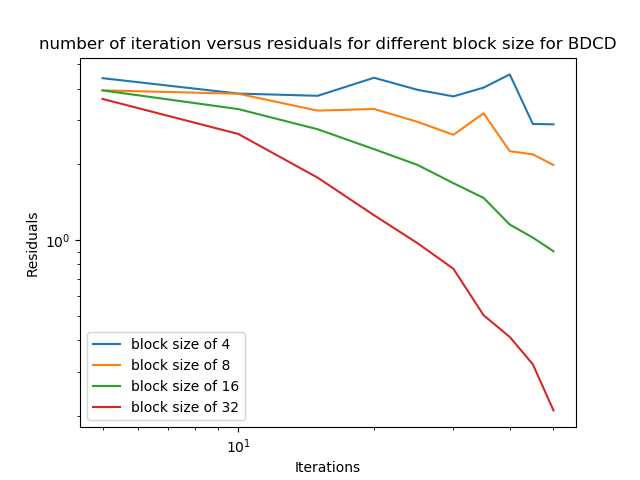 number of iteration versus residuals for different block size for BDCD
Residuals
10⁰
block size of 4
block size of 8
block size of 16
block size of 32
10¹
Iterations